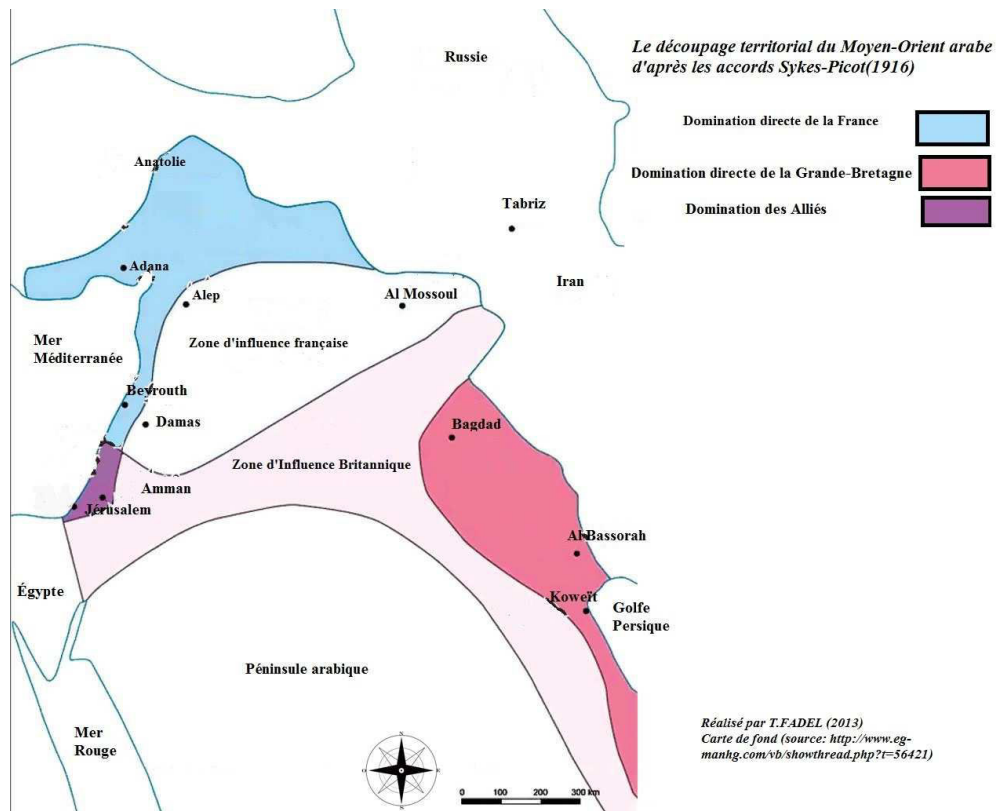 Le découpage territorial du Moyen-Orient arabe
d'après les accords Sykes-Picot(1916)
Domination directe de la France
Domination directe de la Grande-Bretagne
Domination des Alliés
Russie
Anatolie
Tabriz
Adana
Iran
Alep
Al Mossoul
Mer
Méditerranée
Zone d'influence française
Beyrouth
Damas
Bagdad
Zone d'Influence Britannique
Amman
Jérusalem
Al Bassorah
Égypte
Koweït
Golfe
Persique
Péninsule arabique
Mer
Rouge
Réalisé par T.FADEL (2013)
Carte de fond (source: http://www.eg-
manhg.com/vb/showthread.php?t=56421)
N
S
0 100 200 300 km